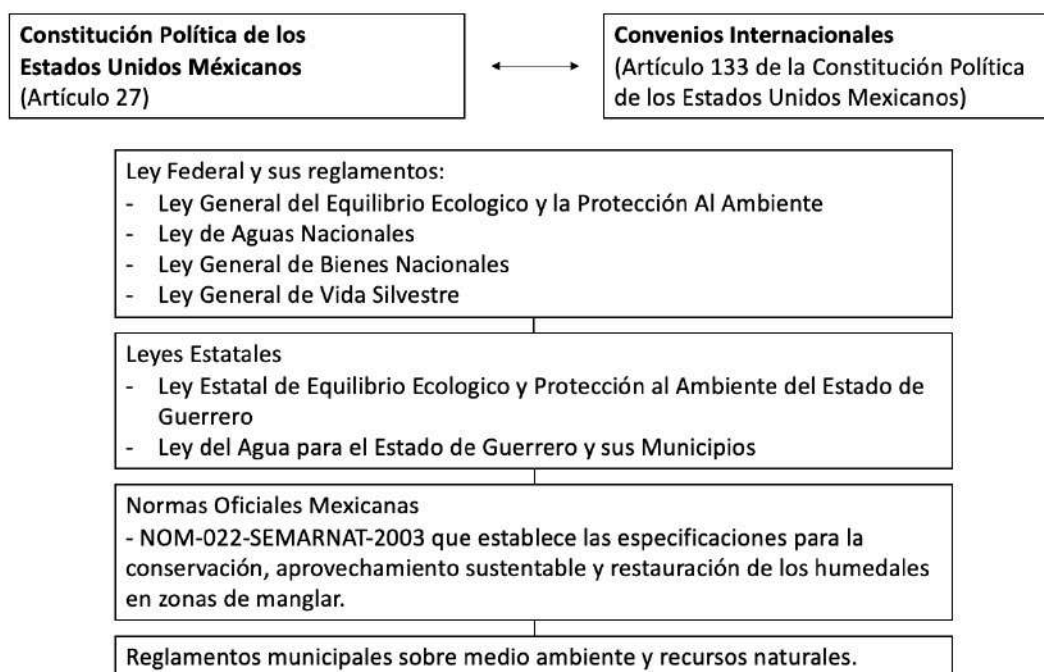 Constitución Política de los
Estados Unidos Méxicanos
(Artículo 27)
Convenios Internacionales
(Artículo 133 de la Constitución Política
de los Estados Unidos Mexicanos)
Ley Federal y sus reglamentos:
- Ley General del Equilibrio Ecologico y la Protección Al Ambiente
- Ley de Aguas Nacionales
- Ley General de Bienes Nacionales
- Ley General de Vida Silvestre
Leyes Estatales
- Ley Estatal de Equilibrio Ecologico y Protección al Ambiente del Estado de
Guerrero
- Ley del Agua para el Estado de Guerrero y sus Municipios
Normas Oficiales Mexicanas
- NOM-022-SEMARNAT-2003 que establece las especificaciones para la
conservación, aprovechamiento sustentable y restauración de los humedales
en zonas de manglar.
Reglamentos municipales sobre medio ambiente y recursos naturales.